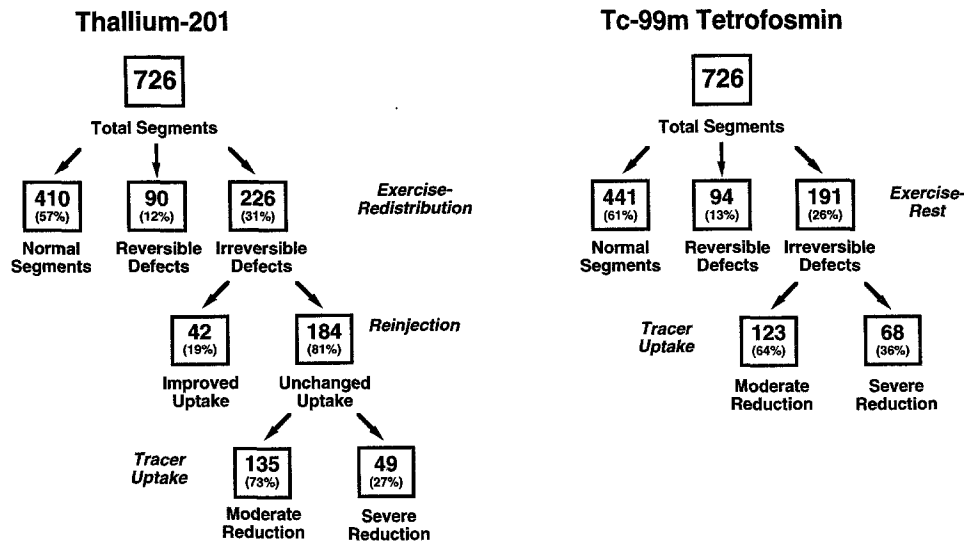 Thallium-201
726
Total Segments
410
(57%)
90
(12%)
226
(31%)
Exercise-
Redistribution
Normal
Segments
Reversible
Defects
Irreversible
Defects
42
(19%)
184
(81%)
Reinjection
Improved
Uptake
Unchanged
Uptake
Tracer
Uptake
135
(73%)
49
(27%)
Moderate
Reduction
Severe
Reduction
Tc-99m Tetrofosmin
726
Total Segments
441
(61%)
94
(13%)
191
(26%)
Exercise-
Rest
Normal
Segments
Reversible
Defects
Irreversible
Defects
Tracer
Uptake
123
(64%)
68
(36%)
Moderate
Reduction
Severe
Reduction